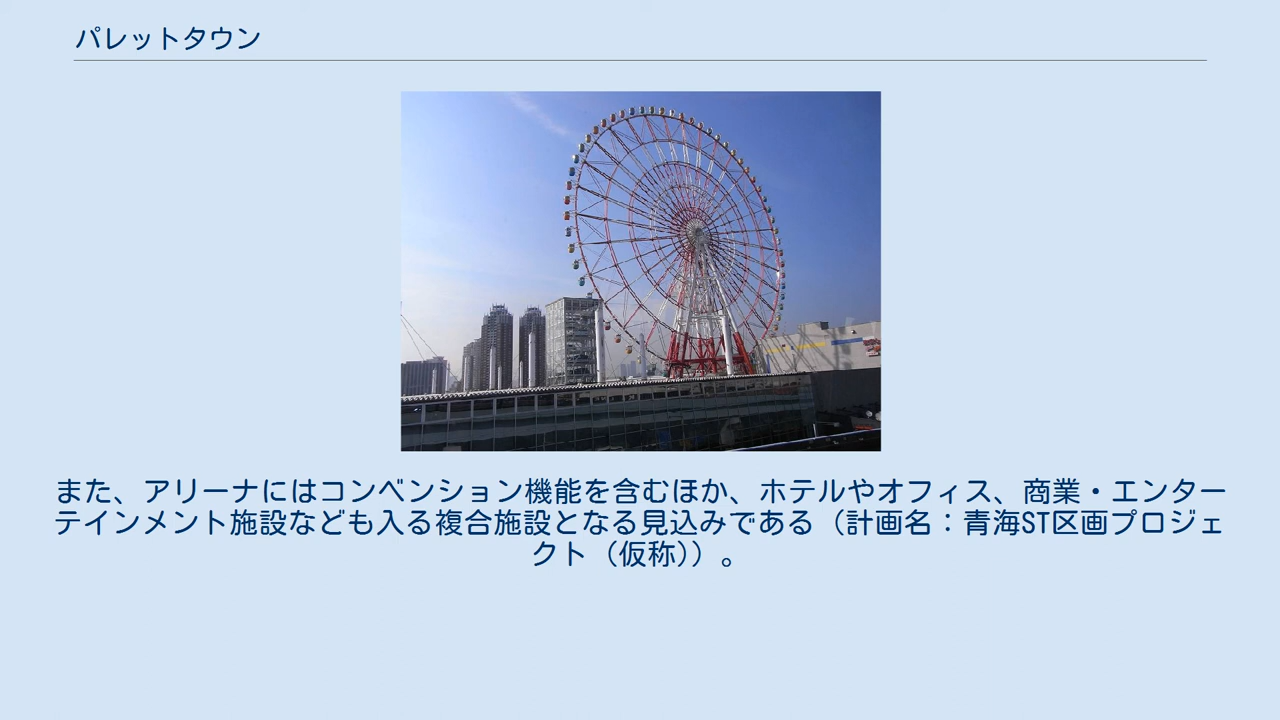 パレットタウン
また、アリーナにはコンベンション機能を含むほか、ホテルやオフィス、商業・エンター
テインメント施設なども入る複合施設となる見込みである（計画名：青海ST区画プロジェ
クト（仮称））。